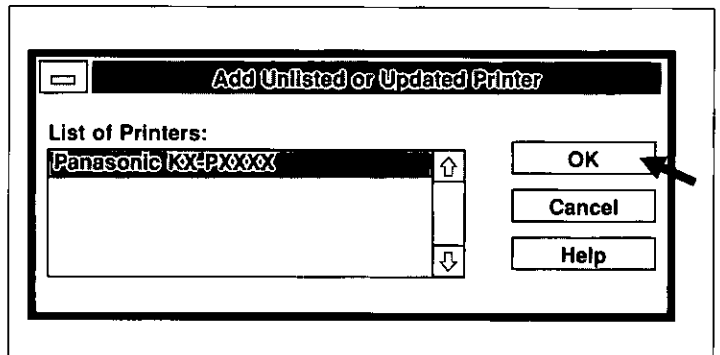 Add Unlisted or Updated Printer
List of Printers:
Panasonic KX-PXXXX
OK
Cancel
Help